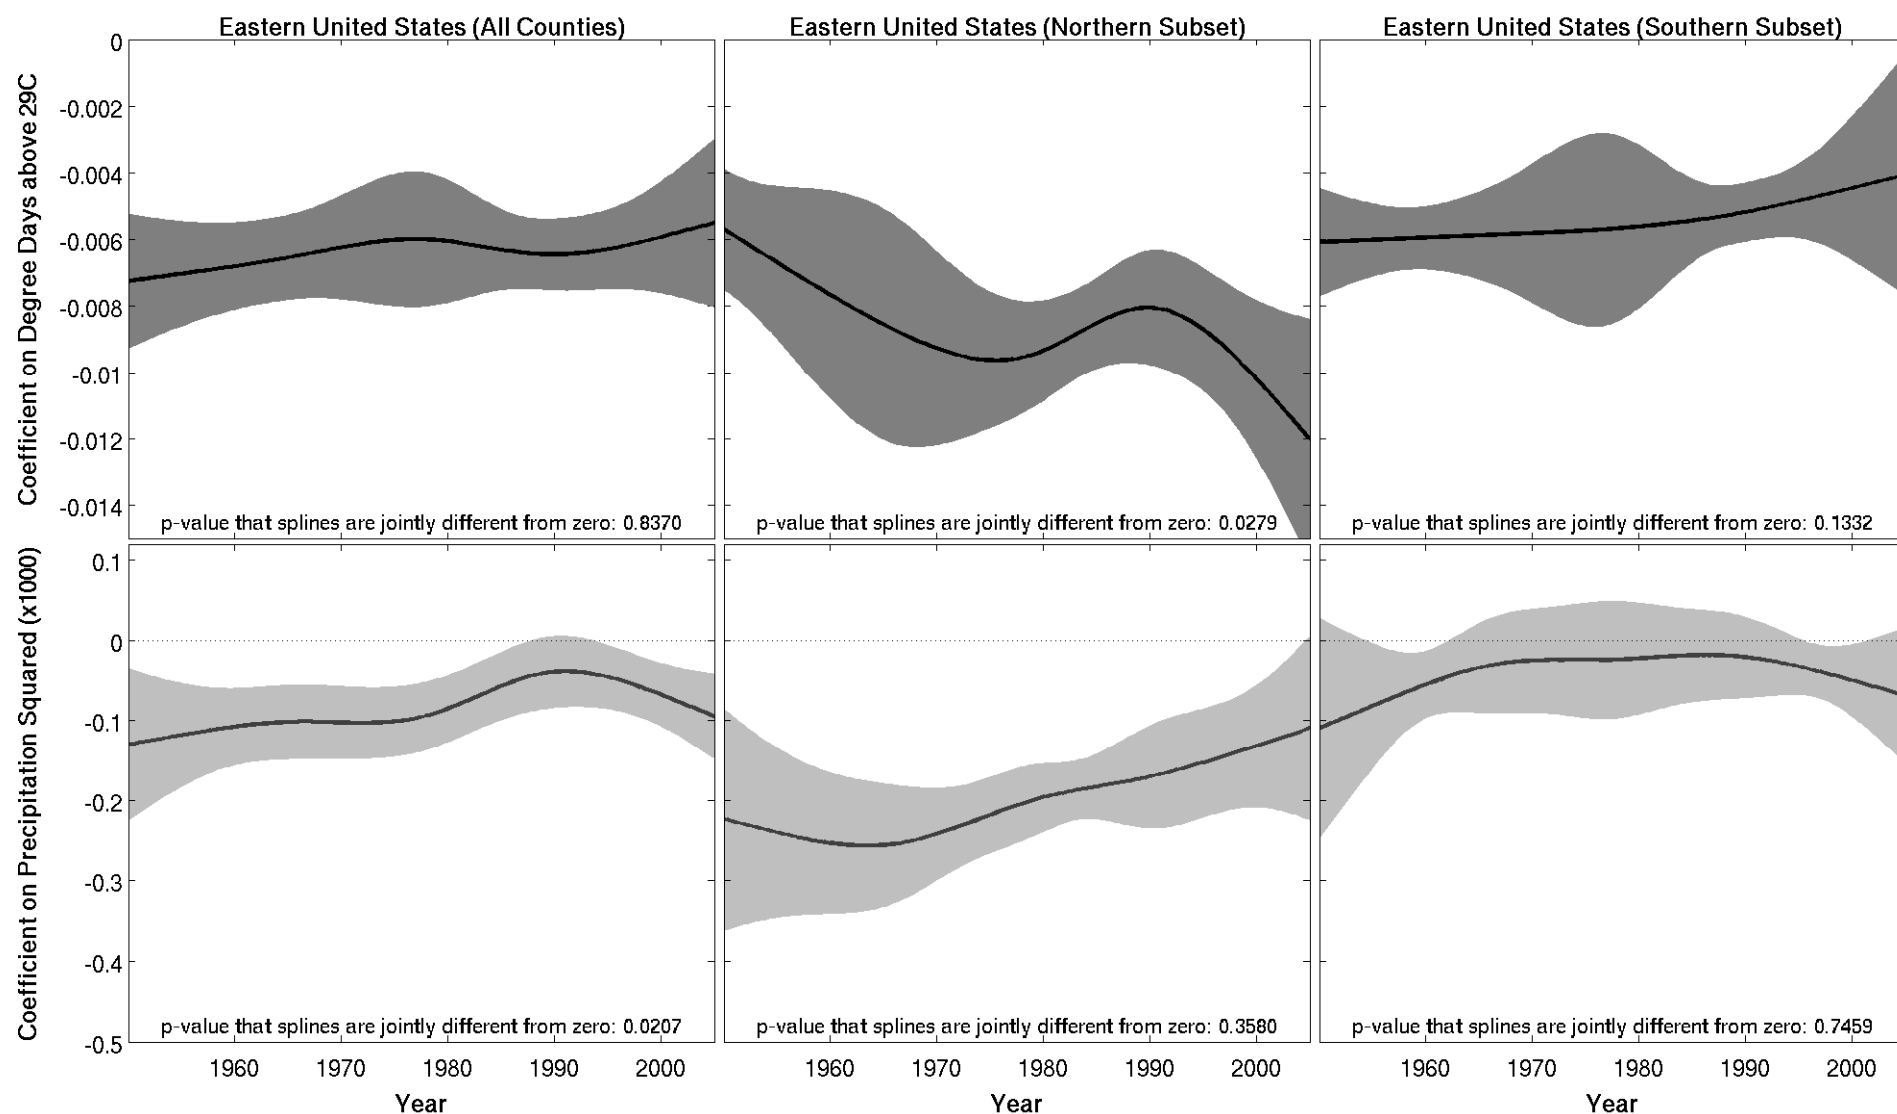 Eastern United States (All Counties)
Eastern United States (Northern Subset)
Eastern United States (Southern Subset)
Coefficient on Degree Days above 29C
0
-0.002
-0.004
-0.006
-0.008
-0.01
-0.012
-0.014
p-value that splines are jointly different from zero: 0.8370
p-value that splines are jointly different from zero: 0.0279
p-value that splines are jointly different from zero: 0.1332
Coefficient on Precipitation Squared (x1000)
0.1
0
-0.1
-0.2
-0.3
-0.4
-0.5
p-value that splines are jointly different from zero: 0.0207
p-value that splines are jointly different from zero: 0.3580
p-value that splines are jointly different from zero: 0.7459
1960 1970 1980 1990 2000
1960 1970 1980 1990 2000
1960 1970 1980 1990 2000
Year
Year
Year